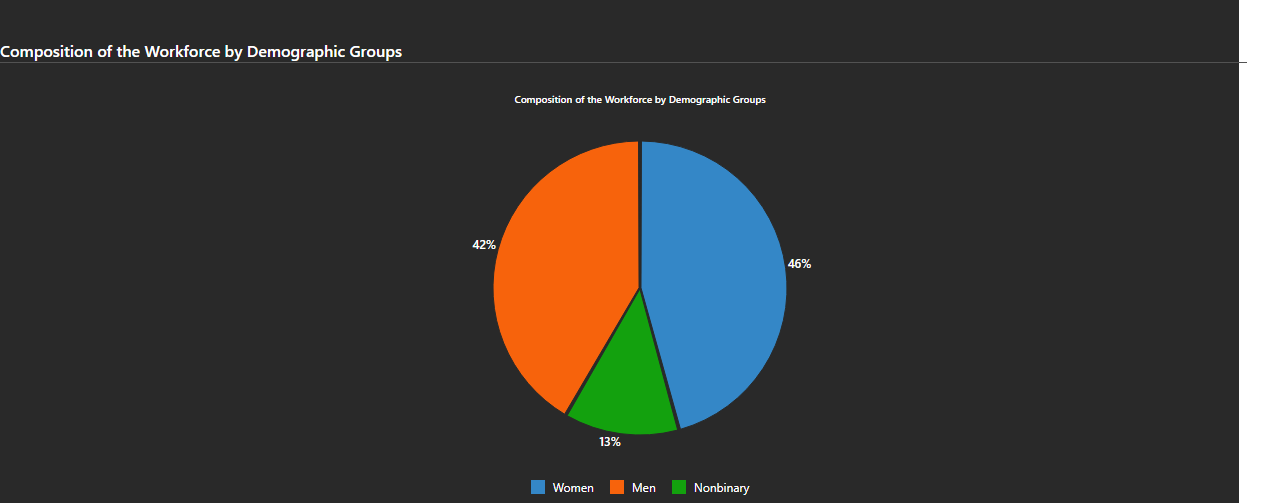 Composition of the Workforce by Demographic Groups
Composition of the Workforce by Demographic Groups
42%
46%
13%
Women Men Nonbinary